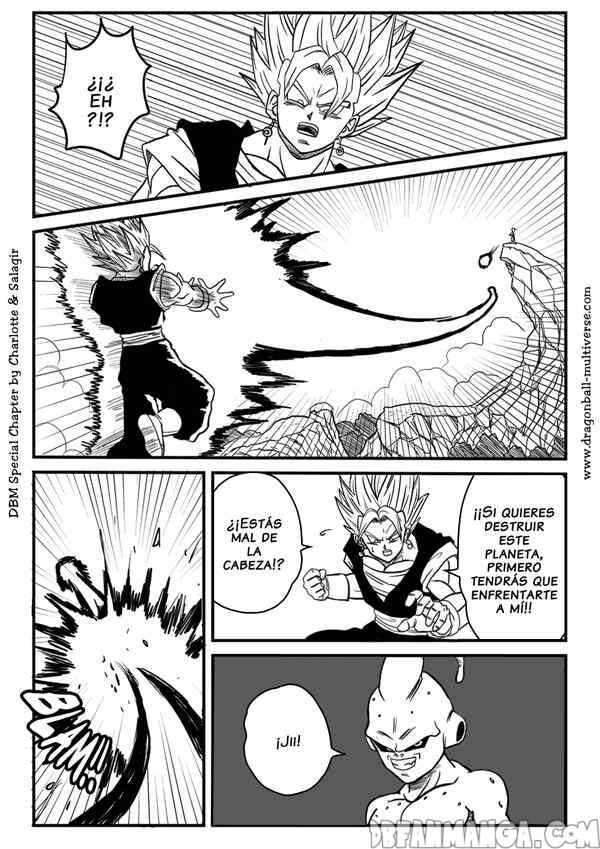 ¿¡¿
EH
?!?
DBM Special Chapter by Charlotte & Salagir
www.dragonball-multiverse.com
¿¡ESTÁS
MAL DE
LA
CABEZA!?
¡¡SI QUIERES
DESTRUIR
ESTE
PLANETA,
PRIMERO
TENDRÁS QUE
ENFRENTARTE
A MÍ!!
BLAM!!
¡JII!
DBFANMANGA.COM